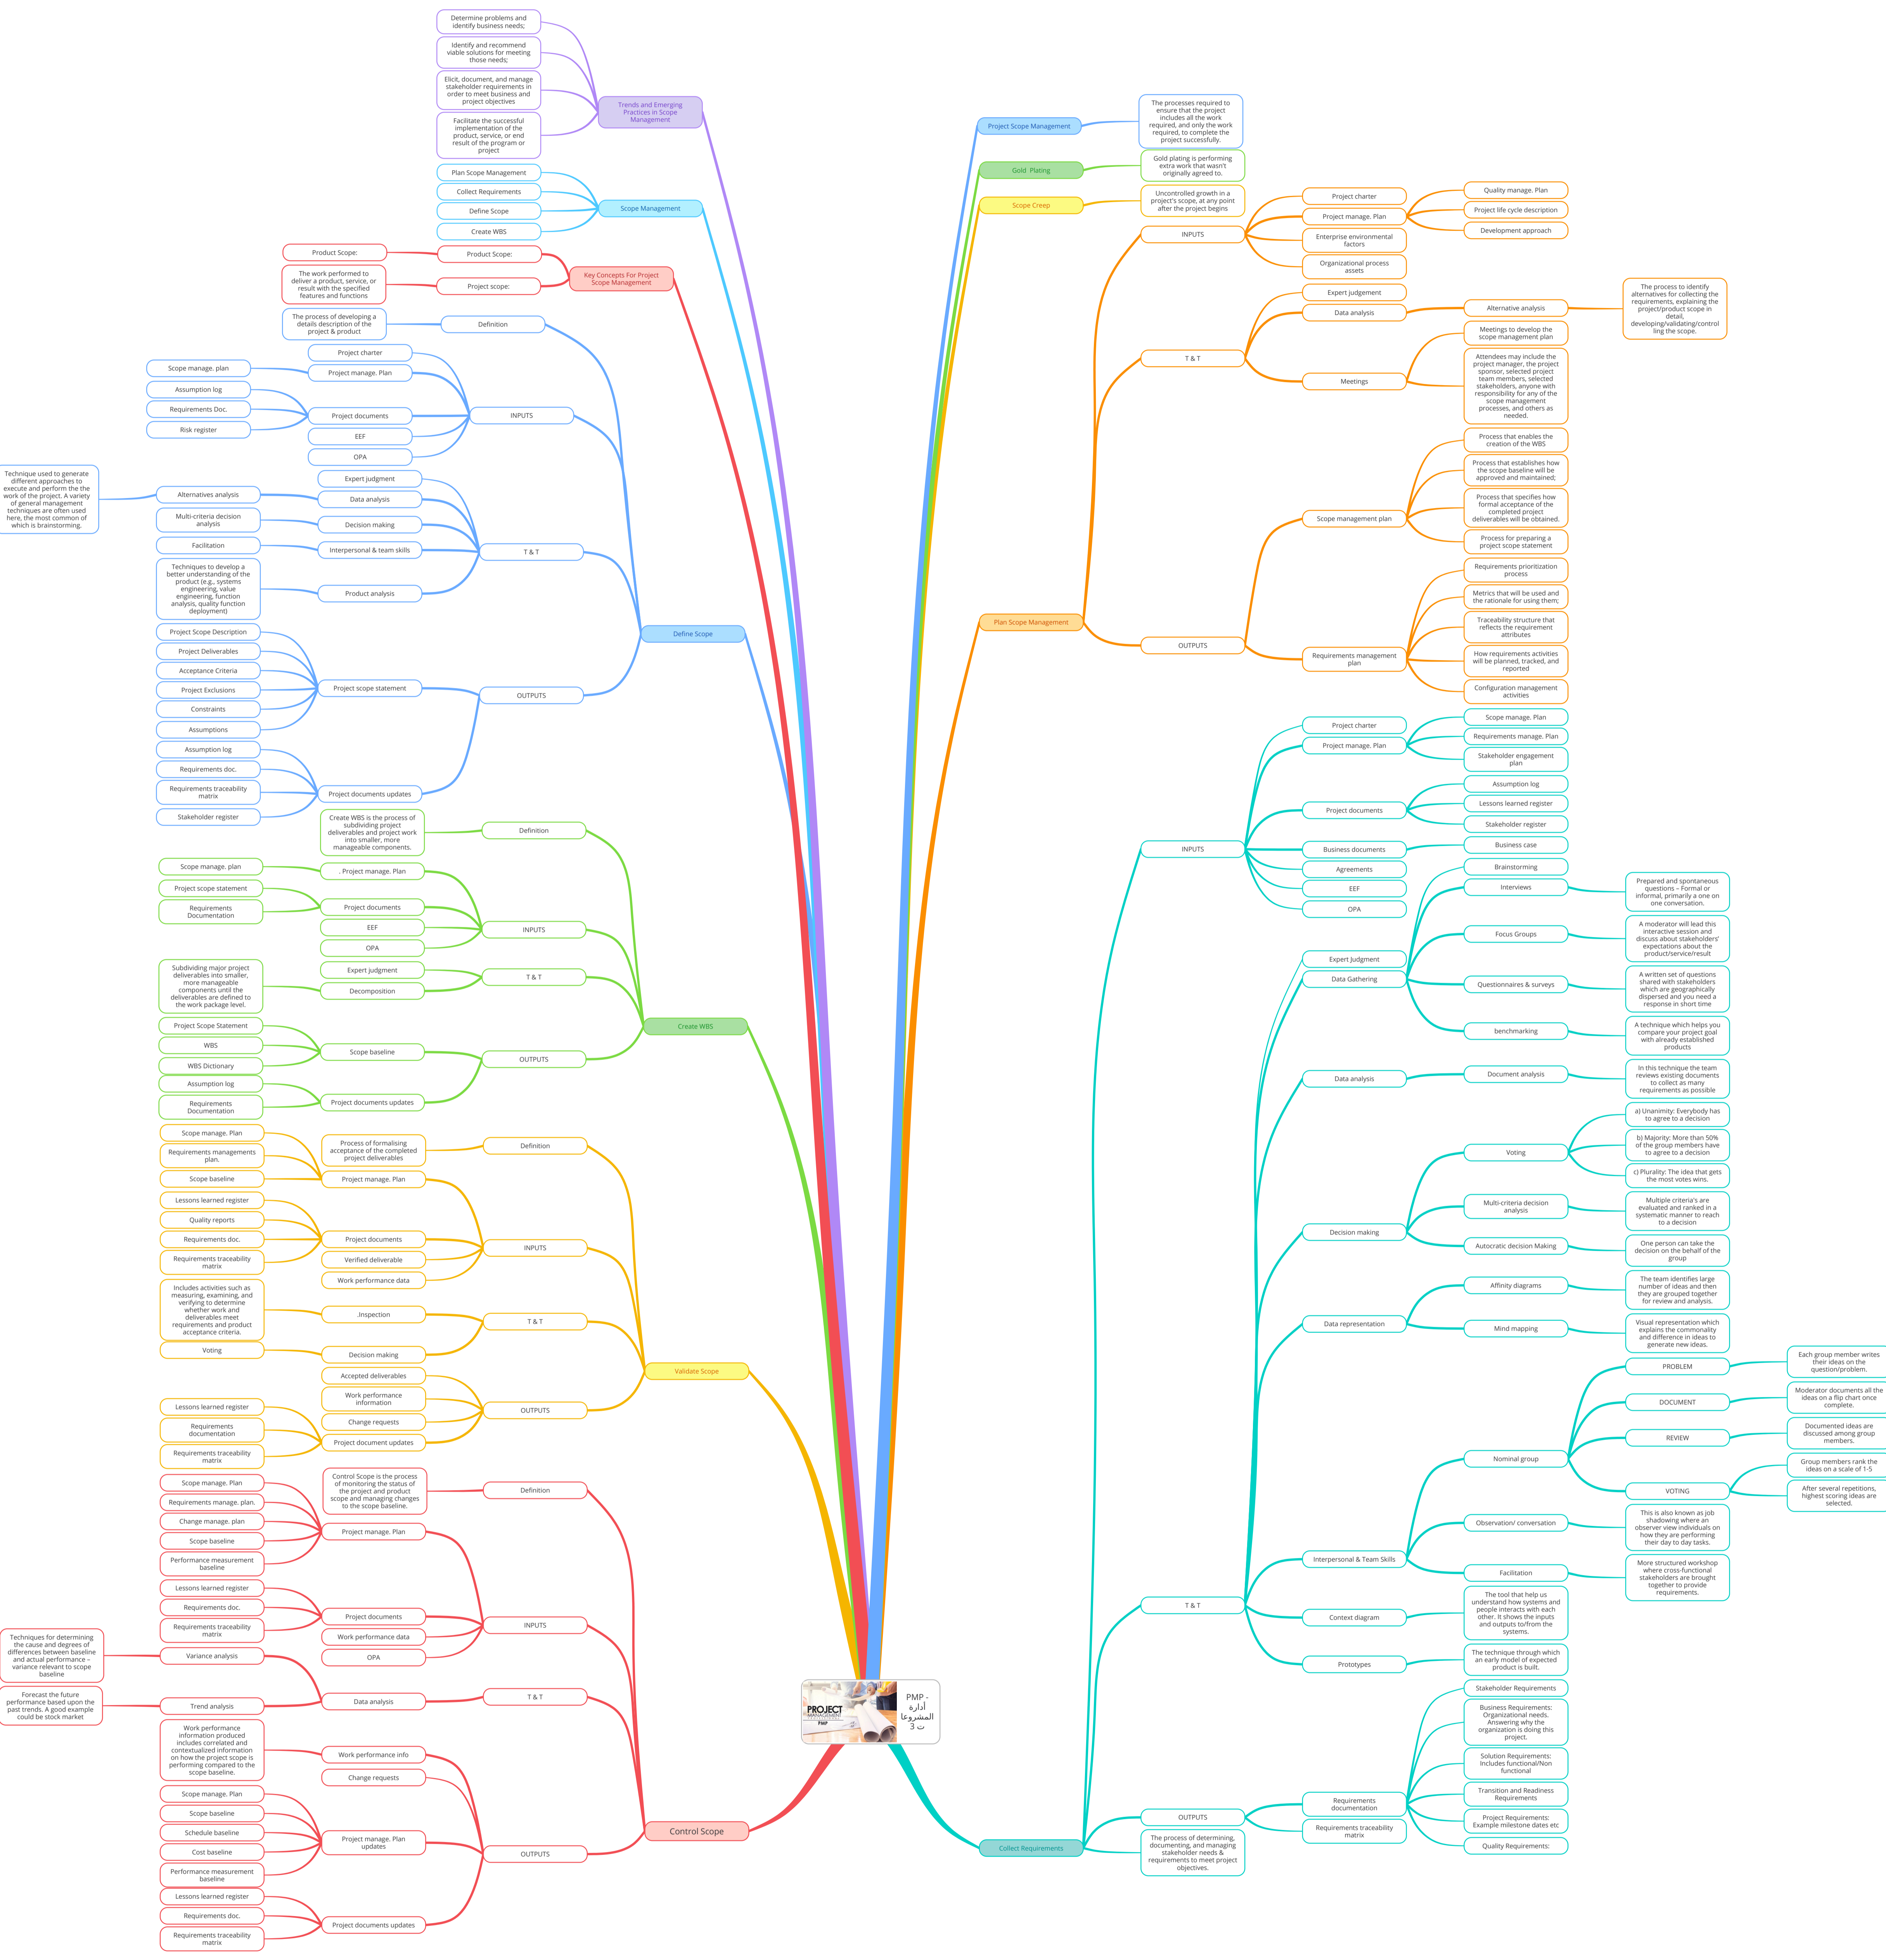 Determine problems and
identify business needs;
Identify and recommend
viable solutions for meeting
those needs;
Elicit, document, and manage
stakeholder requirements in
order to meet business and
project objectives
Facilitate the successful
implementation of the
product, service, or end
result of the program or
project
Trends and Emerging
Practices in Scope
Management
Plan Scope Management
Collect Requirements
Define Scope
Create WBS
Scope Management
Product Scope:
Product Scope:
The work performed to
deliver a product, service, or
result with the specified
features and functions
Project scope:
Key Concepts For Project
Scope Management
The process of developing a
details description of the
project & product
Definition
Project charter
Scope manage. plan
Project manage. Plan
Assumption log
Requirements Doc.
Risk register
Project documents
EEF
OPA
INPUTS
Expert judgment
Technique used to generate
different approaches to
execute and perform the the
work of the project. A variety
of general management
techniques are often used
here, the most common of
which is brainstorming.
Alternatives analysis
Data analysis
Multi-criteria decision
analysis
Decision making
Facilitation
Interpersonal & team skills
Techniques to develop a
better understanding of the
product (e.g., systems
engineering, value
engineering, function
analysis, quality function
deployment)
Product analysis
T & T
Define Scope
Project Scope Description
Project Deliverables
Acceptance Criteria
Project Exclusions
Constraints
Assumptions
Project scope statement
OUTPUTS
Assumption log
Requirements doc.
Requirements traceability
matrix
Stakeholder register
Project documents updates
Create WBS is the process of
subdividing project
deliverables and project work
into smaller, more
manageable components.
Definition
Scope manage. plan
. Project manage. Plan
Project scope statement
Requirements
Documentation
Project documents
EEF
OPA
INPUTS
Expert judgment
Subdividing major project
deliverables into smaller,
more manageable
components until the
deliverables are defined to
the work package level.
Decomposition
T & T
Create WBS
Project Scope Statement
WBS
WBS Dictionary
Scope baseline
OUTPUTS
Assumption log
Requirements
Documentation
Project documents updates
Process of formalising
acceptance of the completed
project deliverables
Definition
Scope manage. Plan
Requirements managements
plan.
Scope baseline
Project manage. Plan
Lessons learned register
Quality reports
Requirements doc.
Requirements traceability
matrix
Project documents
Verified deliverable
Work performance data
INPUTS
Includes activities such as
measuring, examining, and
verifying to determine
whether work and
deliverables meet
requirements and product
acceptance criteria.
.Inspection
Voting
Decision making
T & T
Validate Scope
Accepted deliverables
Work performance
information
Change requests
Lessons learned register
Requirements
documentation
Requirements traceability
matrix
Project document updates
OUTPUTS
Control Scope is the process
of monitoring the status of
the project and product
scope and managing changes
to the scope baseline.
Definition
Scope manage. Plan
Requirements manage. plan.
Change manage. plan
Scope baseline
Performance measurement
baseline
Project manage. Plan
Lessons learned register
Requirements doc.
Requirements traceability
matrix
Project documents
Work performance data
OPA
INPUTS
Techniques for determining
the cause and degrees of
differences between baseline
and actual performance –
variance relevant to scope
baseline
Variance analysis
Forecast the future
performance based upon the
past trends. A good example
could be stock market
Trend analysis
Data analysis
T & T
Work performance
information produced
includes correlated and
contextualized information
on how the project scope is
performing compared to the
scope baseline.
Work performance info
Change requests
Control Scope
Scope manage. Plan
Scope baseline
Schedule baseline
Cost baseline
Performance measurement
baseline
Project manage. Plan
updates
OUTPUTS
Lessons learned register
Requirements doc.
Requirements traceability
matrix
Project documents updates
PROJECT
MANAGEMENT
PMP
PMP -
أدارة
المشروعا
ت 3
Project Scope Management
The processes required to
ensure that the project
includes all the work
required, and only the work
required, to complete the
project successfully.
Gold Plating
Gold plating is performing
extra work that wasn't
originally agreed to.
Scope Creep
Uncontrolled growth in a
project's scope, at any point
after the project begins
Plan Scope Management
INPUTS
Project charter
Project manage. Plan
Quality manage. Plan
Project life cycle description
Development approach
Enterprise environmental
factors
Organizational process
assets
T & T
Expert judgement
Data analysis
Alternative analysis
The process to identify
alternatives for collecting the
requirements, explaining the
project/product scope in
detail,
developing/validating/control
ling the scope.
Meetings
Meetings to develop the
scope management plan
Attendees may include the
project manager, the project
sponsor, selected project
team members, selected
stakeholders, anyone with
responsibility for any of the
scope management
processes, and others as
needed.
OUTPUTS
Scope management plan
Process that enables the
creation of the WBS
Process that establishes how
the scope baseline will be
approved and maintained;
Process that specifies how
formal acceptance of the
completed project
deliverables will be obtained.
Process for preparing a
project scope statement
Requirements management
plan
Requirements prioritization
process
Metrics that will be used and
the rationale for using them;
Traceability structure that
reflects the requirement
attributes
How requirements activities
will be planned, tracked, and
reported
Configuration management
activities
Collect Requirements
INPUTS
Project charter
Project manage. Plan
Scope manage. Plan
Requirements manage. Plan
Stakeholder engagement
plan
Project documents
Assumption log
Lessons learned register
Stakeholder register
Business documents
Business case
Agreements
EEF
OPA
T & T
Expert Judgment
Data Gathering
Brainstorming
Interviews
Prepared and spontaneous
questions – Formal or
informal, primarily a one on
one conversation.
Focus Groups
A moderator will lead this
interactive session and
discuss about stakeholders'
expectations about the
product/service/result
Questionnaires & surveys
A written set of questions
shared with stakeholders
which are geographically
dispersed and you need a
response in short time
benchmarking
A technique which helps you
compare your project goal
with already established
products
Data analysis
Document analysis
In this technique the team
reviews existing documents
to collect as many
requirements as possible
Decision making
Voting
a) Unanimity: Everybody has
to agree to a decision
b) Majority: More than 50%
of the group members have
to agree to a decision
c) Plurality: The idea that gets
the most votes wins.
Multi-criteria decision
analysis
Multiple criteria's are
evaluated and ranked in a
systematic manner to reach
to a decision
Autocratic decision Making
One person can take the
decision on the behalf of the
group
Data representation
Affinity diagrams
The team identifies large
number of ideas and then
they are grouped together
for review and analysis.
Mind mapping
Visual representation which
explains the commonality
and difference in ideas to
generate new ideas.
Interpersonal & Team Skills
Nominal group
PROBLEM
Each group member writes
their ideas on the
question/problem.
DOCUMENT
Moderator documents all the
ideas on a flip chart once
complete.
REVIEW
Documented ideas are
discussed among group
members.
VOTING
Group members rank the
ideas on a scale of 1-5
After several repetitions,
highest scoring ideas are
selected.
Observation/ conversation
This is also known as job
shadowing where an
observer view individuals on
how they are performing
their day to day tasks.
Facilitation
More structured workshop
where cross-functional
stakeholders are brought
together to provide
requirements.
Context diagram
The tool that help us
understand how systems and
people interacts with each
other. It shows the inputs
and outputs to/from the
systems.
Prototypes
The technique through which
an early model of expected
product is built.
OUTPUTS
Requirements
documentation
Stakeholder Requirements
Business Requirements:
Organizational needs.
Answering why the
organization is doing this
project.
Solution Requirements:
Includes functional/Non
functional
Transition and Readiness
Requirements
Project Requirements:
Example milestone dates etc
Quality Requirements:
Requirements traceability
matrix
The process of determining,
documenting, and managing
stakeholder needs &
requirements to meet project
objectives.